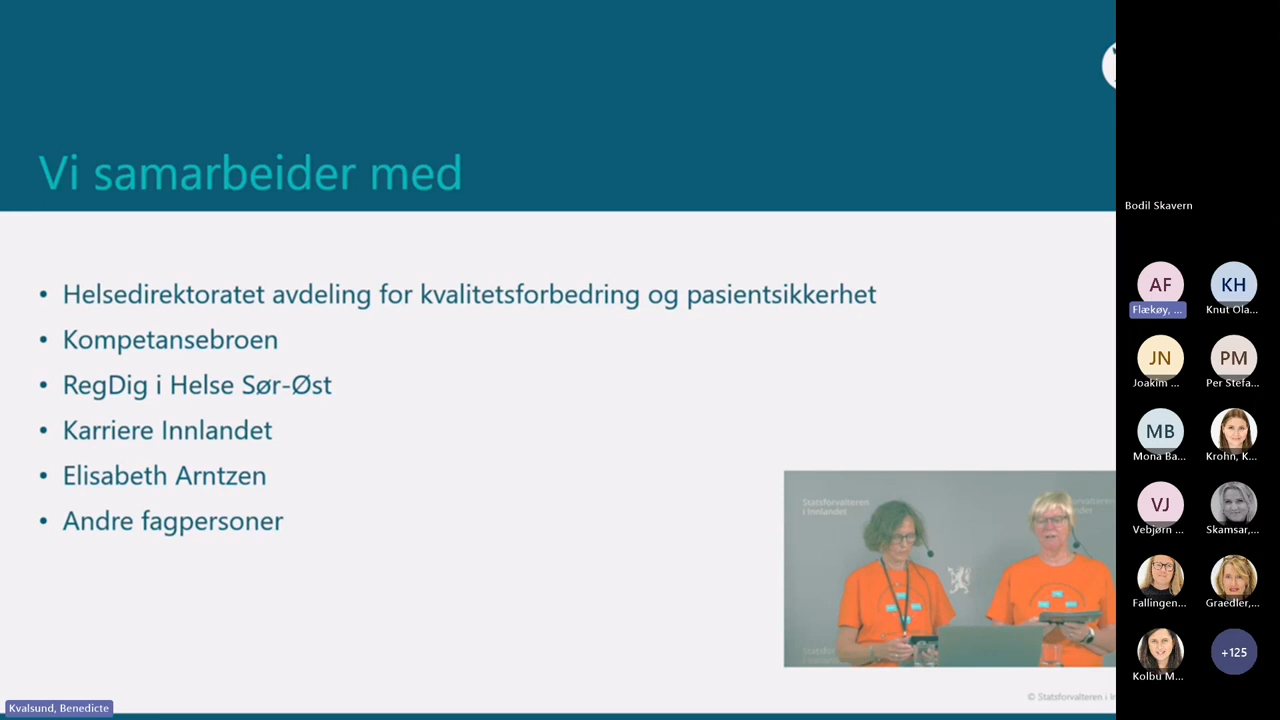 Vi samarbeider med
• Helsedirektoratet avdeling for kvalitetsforbedring og pasientsikkerhet
• Kompetansebroen
• RegDig i Helse Sør-Øst
• Karriere Innlandet
• Elisabeth Arntzen
• Andre fagpersoner
Statsforvalteren
i Innlandet
© Statsforvalteren i In
Kvalsund, Benedicte
Bodil Skavern
AF
Flækøy, ...
KH
Knut Ola...
JN
Joakim ...
PM
Per Stefa...
MB
Mona Ba...
Krohn, K...
VJ
Vebjørn ...
Skamsar,...
Fallingen...
Graedler,...
Kolbu M...
+125